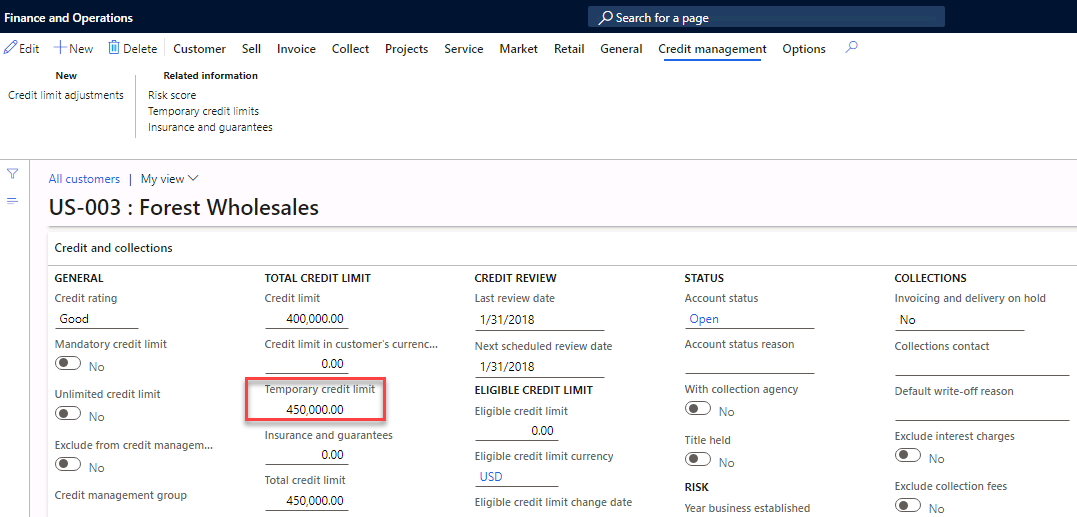 Finance and Operations
Search for a page
Edit
New
Delete
Customer
Sell
Invoice
Collect
Projects
Service
Market
Retail
General
Credit management
Options
New
Credit limit adjustments
Related information
Risk score
Temporary credit limits
Insurance and guarantees
All customers | My view
US-003 : Forest Wholesales
Credit and collections
GENERAL
Credit rating
Good
Mandatory credit limit
No
Unlimited credit limit
No
Exclude from credit managem...
No
Credit management group
TOTAL CREDIT LIMIT
Credit limit
400,000.00
Credit limit in customer's currenc...
0.00
Temporary credit limit
450,000.00
Insurance and guarantees
0.00
Total credit limit
450,000.00
CREDIT REVIEW
Last review date
1/31/2018
Next scheduled review date
1/31/2018
ELIGIBLE CREDIT LIMIT
Eligible credit limit
0.00
Eligible credit limit currency
USD
Eligible credit limit change date
STATUS
Account status
Open
Account status reason
With collection agency
No
Title held
No
RISK
Year business established
COLLECTIONS
Invoicing and delivery on hold
No
Collections contact
Default write-off reason
Exclude interest charges
No
Exclude collection fees
No